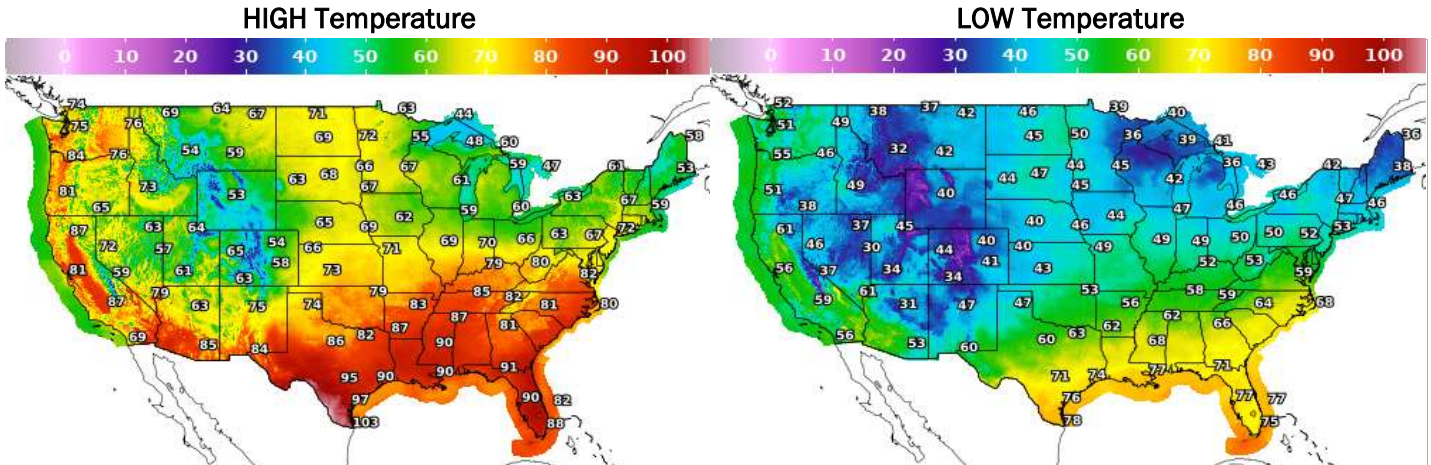 HIGH Temperature LOW Temperature
0 10 20 30 40 50 60 70 80 90 100 0 10 20 30 40 50 60 70 80 90 100
74 69 64 67 71 63 44 52 38 37 42 46 39 40
75 76 69 72 55 48 60 58 51 49 45 50 36 39 41 36
84 76 54 59 66 67 59 47 61 53 55 46 32 42 44 45 36 43 42 38
81 73 53 63 68 67 61 63 67 59 51 49 40 44 47 45 42 46 47 46
65 65 62 59 60 38 44 47 46
87 63 64 69 72 61 37 45 40 46 53
72 57 65 54 66 71 69 70 66 63 67 46 30 44 40 40 49 49 49 50 50 52
81 59 61 63 58 73 79 80 82 56 37 34 34 41 43 52 53 59
87 79 63 75 74 79 83 85 82 81 80 59 61 31 47 47 53 56 58 59 64 68
69 85 84 86 82 87 87 90 81 56 53 60 60 63 62 62 68 66
95 90 90 91 71 74 77 71
97 90 82 76 77 77
103 88 78 75